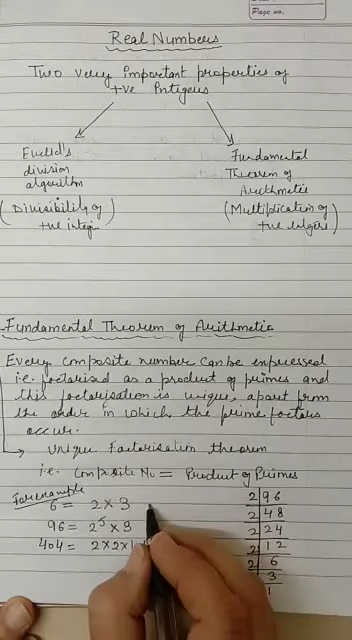 Page no.
Real Numbers
Two very important properties of
+ve Integers
Euclid's
division
algorithm
(Divisibility of
+ve integ
Fundamental
Theorem of
Arithmetic
(Multiplication of
+ve integers)
Fundamental Theorem of Arithmetic
Every composite number can be expressed
i.e. factorised as a product of primes and
this factorisation is unique, apart from
the order in which the prime factors
occur.
Unique Factorisation theorem
i.e. Composite No = Product of Primes
For example
6 = 2 × 3
96 = 2⁵ × 3
404 = 2 × 2 × 1
2 96
2 48
2 24
2 12
2 6
3
1